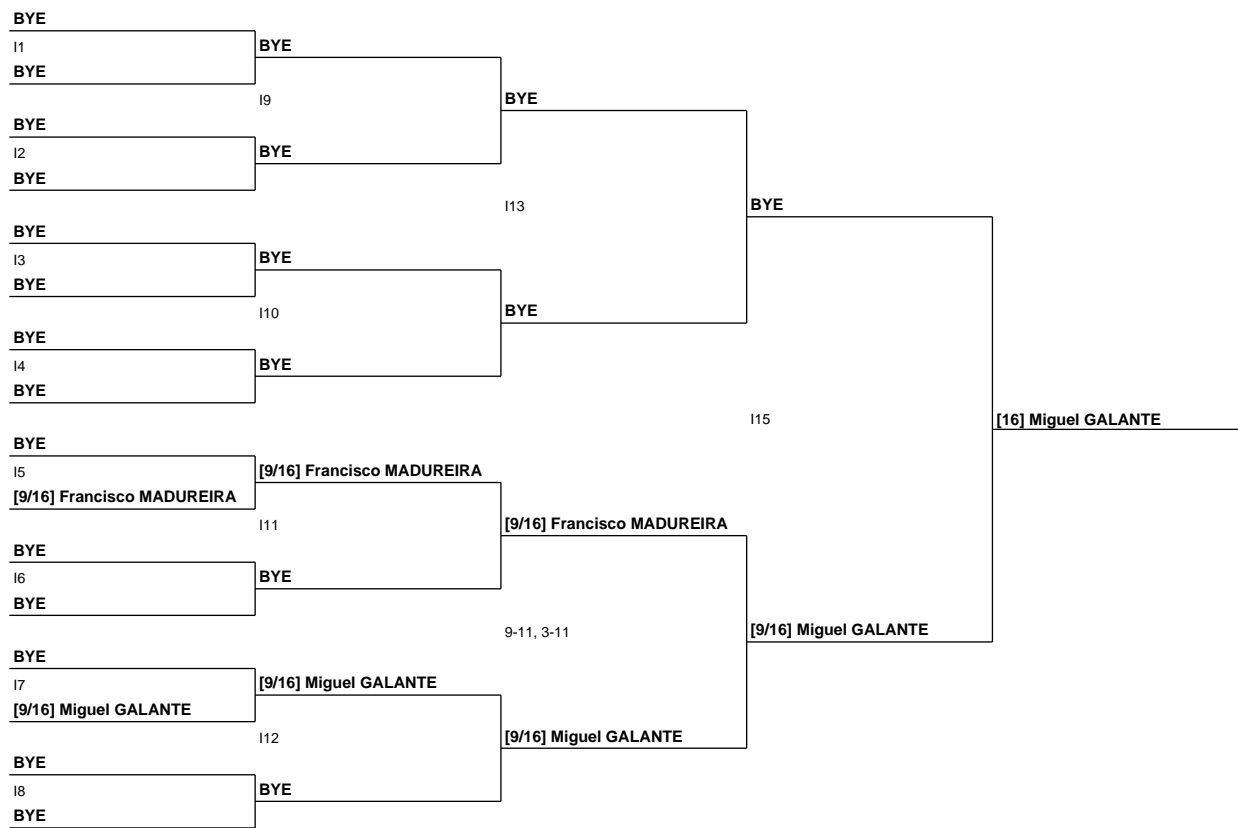 BYE
I1
BYE
BYE
I9
BYE
BYE
I2
BYE
BYE
I13
BYE
BYE
I3
BYE
BYE
I10
BYE
BYE
I4
BYE
BYE
I15
[16] Miguel GALANTE
BYE
I5
[9/16] Francisco MADUREIRA
[9/16] Francisco MADUREIRA
I11
[9/16] Francisco MADUREIRA
BYE
I6
BYE
BYE
9-11, 3-11
[9/16] Miguel GALANTE
BYE
I7
[9/16] Miguel GALANTE
[9/16] Miguel GALANTE
I12
[9/16] Miguel GALANTE
BYE
I8
BYE
BYE